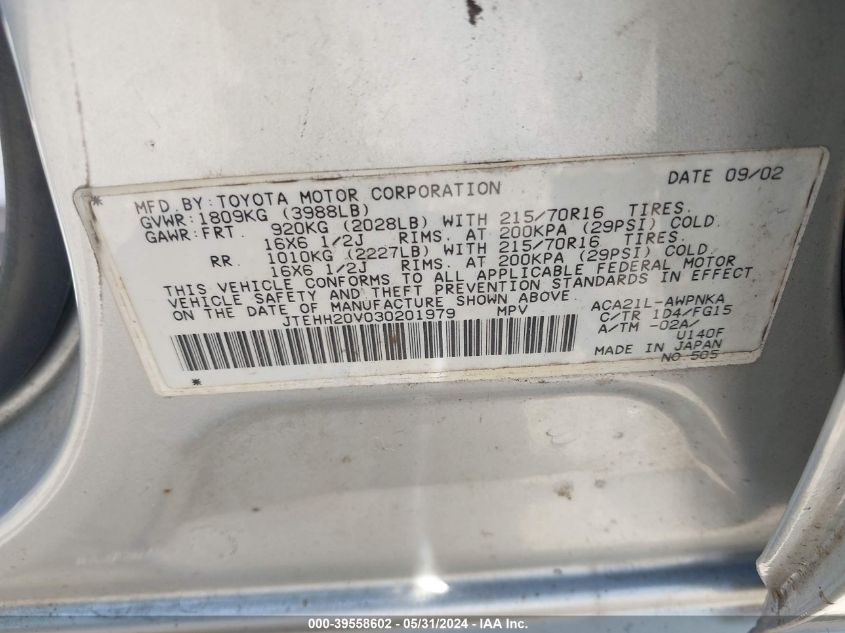 DATE 09/02
MFD BY: TOYOTA MOTOR CORPORATION
GVWR: 1809KG (3988LB)
GAWR: FRT. 920KG (2028LB) WITH 215/70R16 TIRES.
16X6 1/2J RIMS. AT 200KPA (29PSI) COLD
RR. 1010KG (2227LB) WITH 215/70R16 TIRES.
16X6 1/2J RIMS. AT 200KPA (29PSI) COLD
THIS VEHICLE CONFORMS TO ALL APPLICABLE FEDERAL MOTOR
VEHICLE SAFETY AND THEFT PREVENTION STANDARDS IN EFFECT
ON THE DATE OF MANUFACTURE SHOWN ABOVE.
JTEHH20V030201979 MPV
ACA21L-AWPNKA
C/TR 1D4/FG15
A/TM -02A/
U140F
MADE IN JAPAN
NO 505
000-39558602 - 05/31/2024 - IAA Inc.